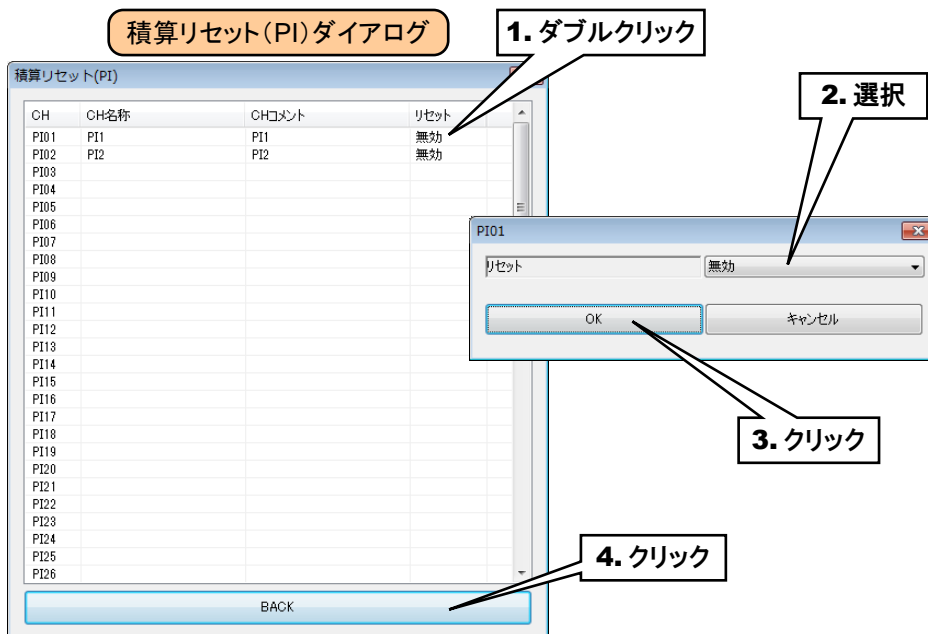 積算リセット(PI)ダイアログ
1. ダブルクリック
積算リセット(PI)
2. 選択
CH CH名称 CHコメント リセット
PI01 PI1 PI1 無効
PI02 PI2 PI2 無効
PI03
PI04
PI05
PI06
PI07
PI08
PI09
PI10
PI11
PI12
PI13
PI14
PI15
PI16
PI17
PI18
PI19
PI20
PI21
PI22
PI23
PI24
PI25
PI26
BACK
PI01
リセット 無効
OK キャンセル
3. クリック
4. クリック